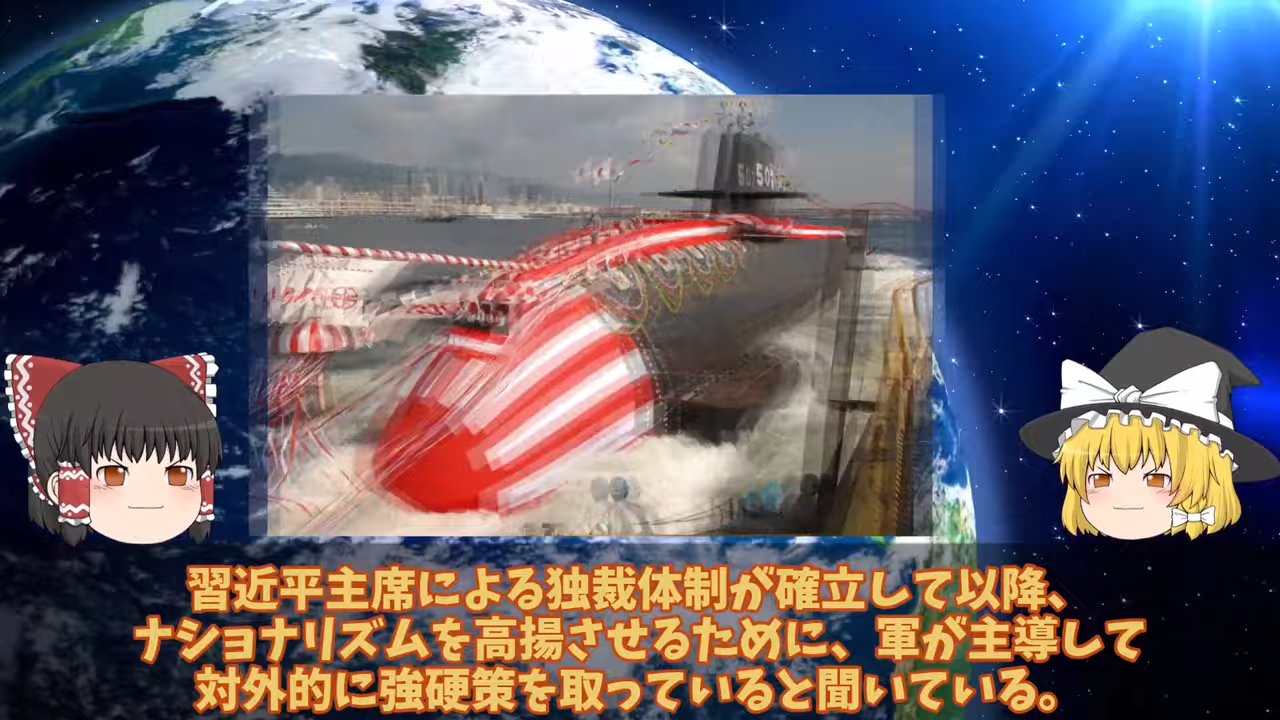 習近平主席による独裁体制が確立して以降、
ナショナリズムを高揚させるために、軍が主導して
対外的に強硬策を取っていると聞いている。